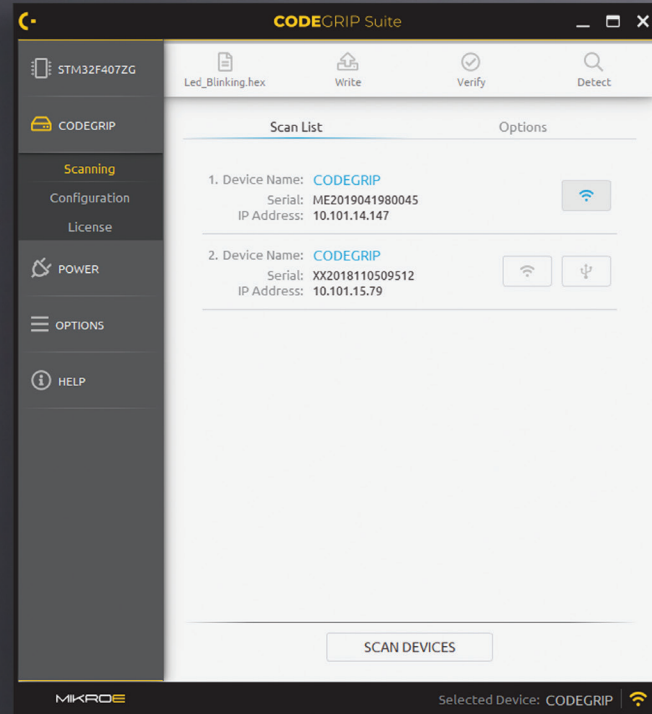 CODEGRIP Suite
STM32F407ZG
CODEGRIP
Scanning
Configuration
License
POWER
OPTIONS
HELP
Led_Blinking.hex
Write
Verify
Detect
Scan List
Options
1. Device Name: CODEGRIP
Serial: ME2019041980045
IP Address: 10.101.14.147
2. Device Name: CODEGRIP
Serial: XX2018110509512
IP Address: 10.101.15.79
SCAN DEVICES
MIKROE
Selected Device: CODEGRIP